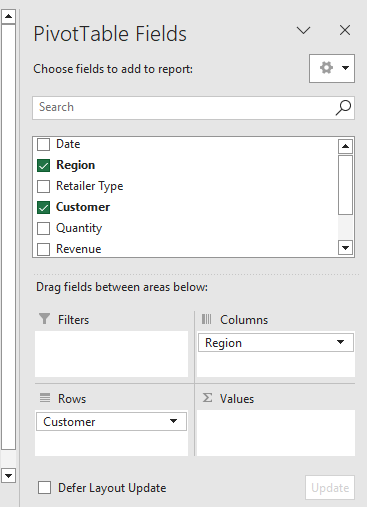 PivotTable Fields
Choose fields to add to report:
Search
Date
Region
Retailer Type
Customer
Quantity
Revenue
Drag fields between areas below:
Filters
Columns
Region
Rows
Values
Customer
Defer Layout Update
Update